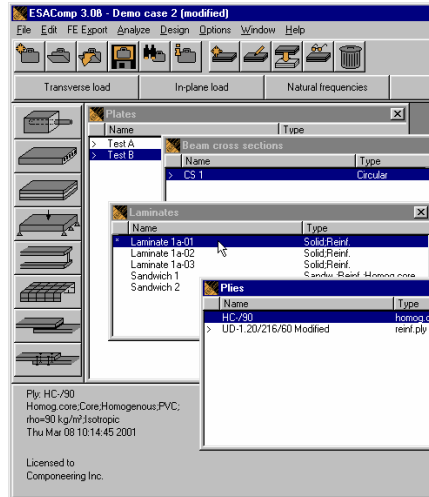 ESAComp 3.0ß - Demo case 2 (modified)
File Edit FE Export Analyze Design Options Window Help
Transverse load In-plane load Natural frequencies
Plates
Name Type
> Test A
> Test B
Beam cross sections
Name Type
> CS 1 Circular
Laminates
Name Type
* Laminate 1a-01 Solid;Reinf.
Laminate 1a-02 Solid;Reinf.
Laminate 1a-03 Solid;Reinf.
Sandwich 1 Sandw.;Reinf.;Homog.core
Sandwich 2
Plies
Name Type
HC-/90 homog.c
> UD-1.20/216/60 Modified reinf.ply
Ply: HC-/90
Homog.core;Core;Homogenous;PVC;
rho=90 kg/m³;Isotropic
Thu Mar 08 10:14:45 2001
Licensed to
Componeering Inc.